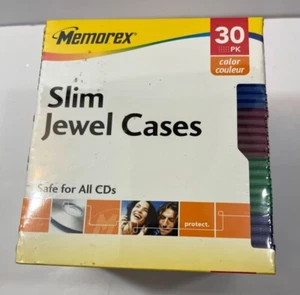 Memorex
30
PK
color
couleur
Slim
Jewel Cases
Safe for All CDs
protect.